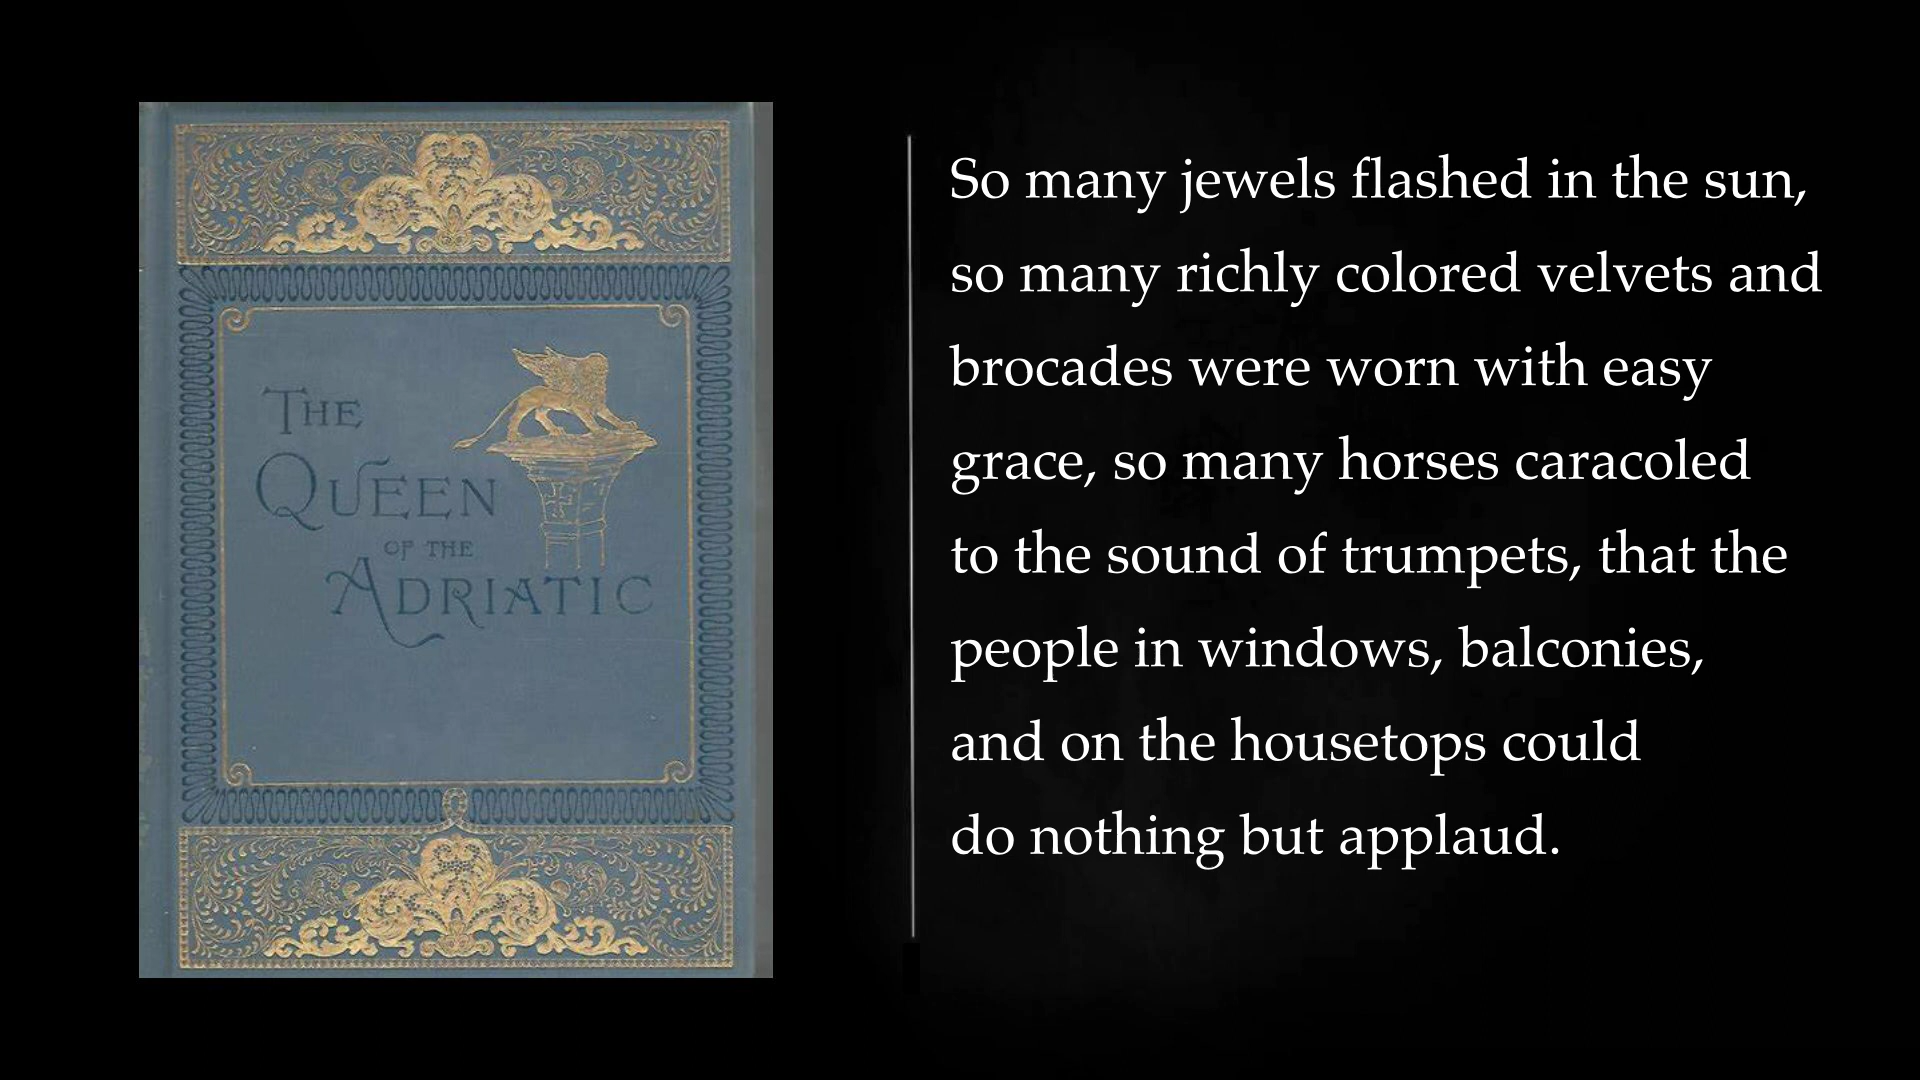 THE
QUEEN
OF THE
ADRIATIC
So many jewels flashed in the sun,
so many richly colored velvets and
brocades were worn with easy
grace, so many horses caracoled
to the sound of trumpets, that the
people in windows, balconies,
and on the housetops could
do nothing but applaud.